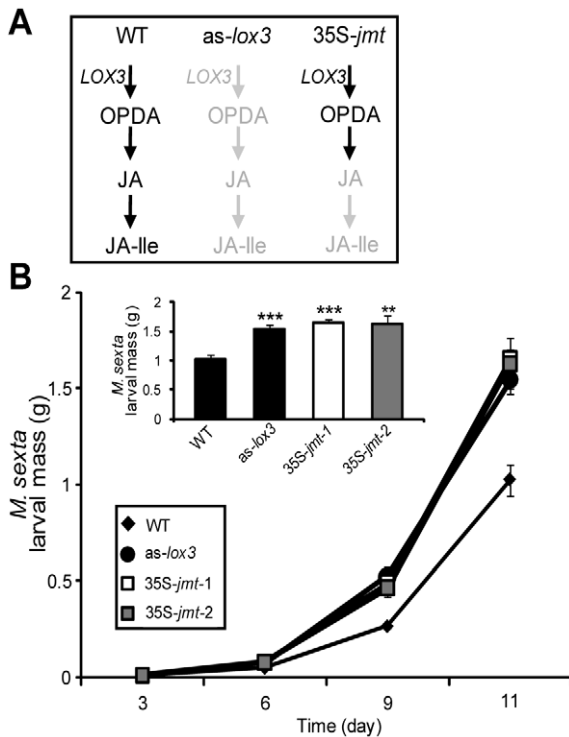 A
WT as-lox3 35S-jmt
LOX3 LOX3 LOX3
OPDA OPDA OPDA
JA JA JA
JA-Ile JA-Ile JA-Ile
B
M. sexta
larval mass (g)
2
1.5
1
0.5
0
3 6 9 11
Time (day)
M. sexta
larval mass (g)
2
1.5
1
0.5
0
*** *** **
WT as-lox3 35S-jmt-1 35S-jmt-2
WT
as-lox3
35S-jmt-1
35S-jmt-2